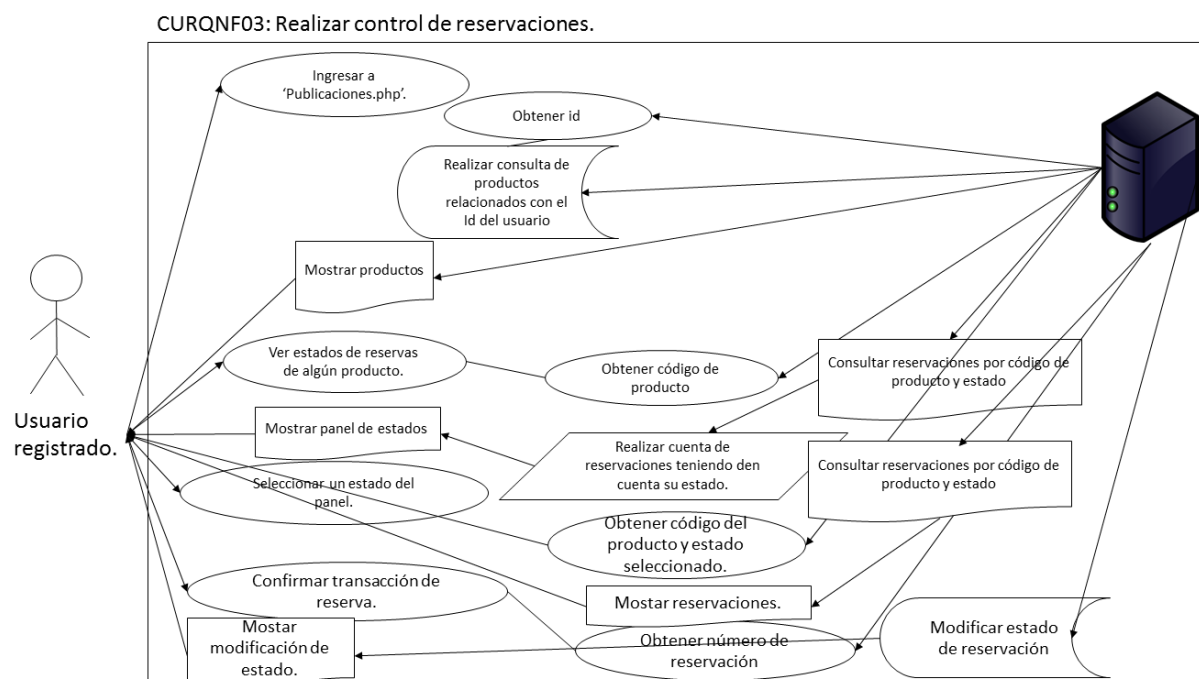 CURQNF03: Realizar control de reservaciones.
Ingresar a
‘Publicaciones.php’.
Obtener id
Realizar consulta de
productos
relacionados con el
Id del usuario
Mostrar productos
Ver estados de reservas
de algún producto.
Obtener código de
producto
Consultar reservaciones por código de
producto y estado
Usuario
registrado.
Mostrar panel de estados
Realizar cuenta de
reservaciones teniendo den
cuenta su estado.
Consultar reservaciones por código de
producto y estado
Seleccionar un estado del
panel.
Obtener código del
producto y estado
seleccionado.
Confirmar transacción de
reserva.
Mostar reservaciones.
Mostar
modificación de
estado.
Obtener número de
reservación
Modificar estado
de reservación